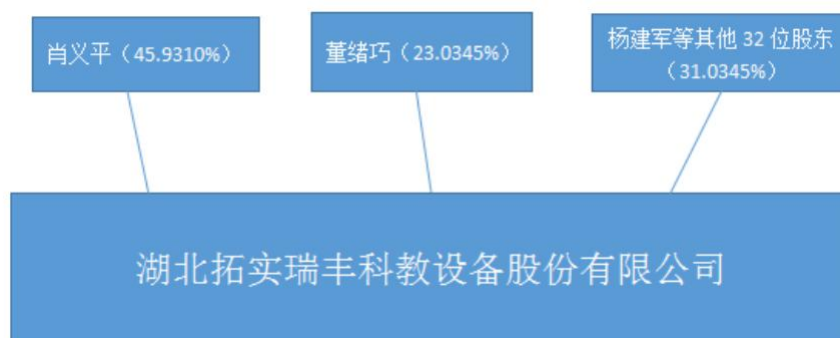 肖义平（45.9310%）
董绪巧（23.0345%）
杨建军等其他 32 位股东
（31.0345%）
湖北拓实瑞丰科教设备股份有限公司